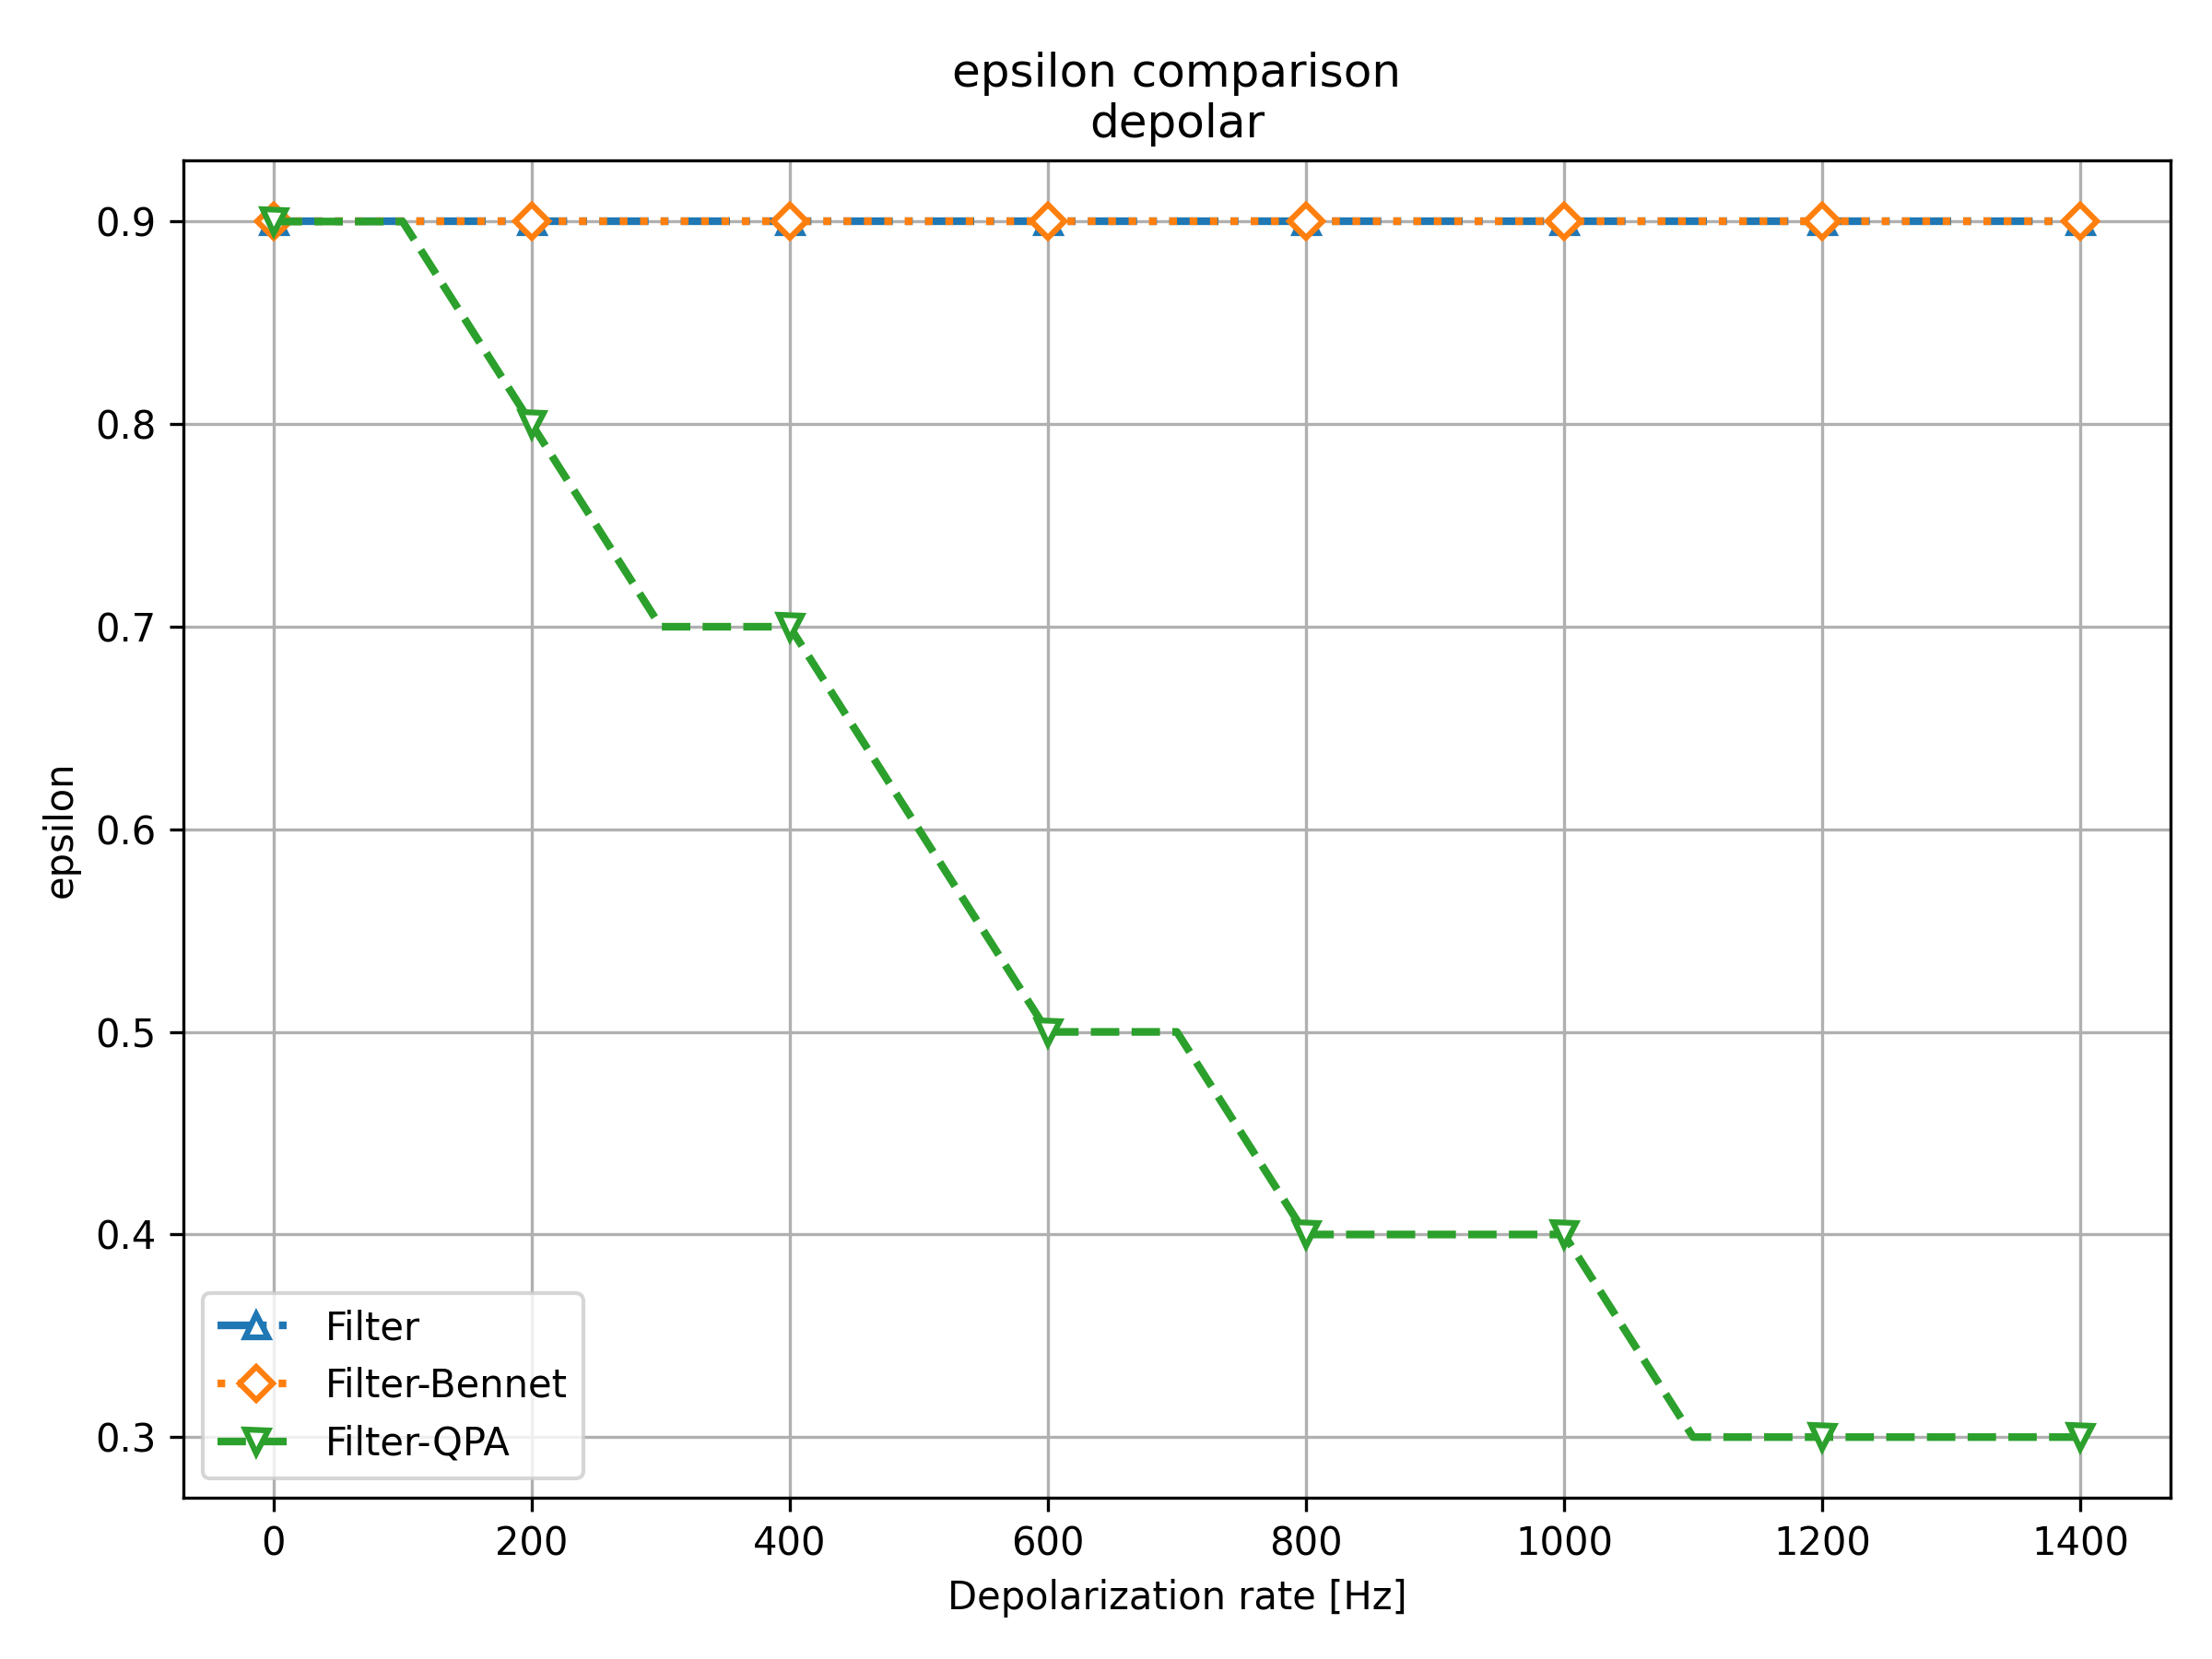 epsilon comparison
depolar
0.9
0.8
0.7
0.6
0.5
0.4
0.3
epsilon
Filter
Filter-Bennet
Filter-QPA
0 200 400 600 800 1000 1200 1400
Depolarization rate [Hz]